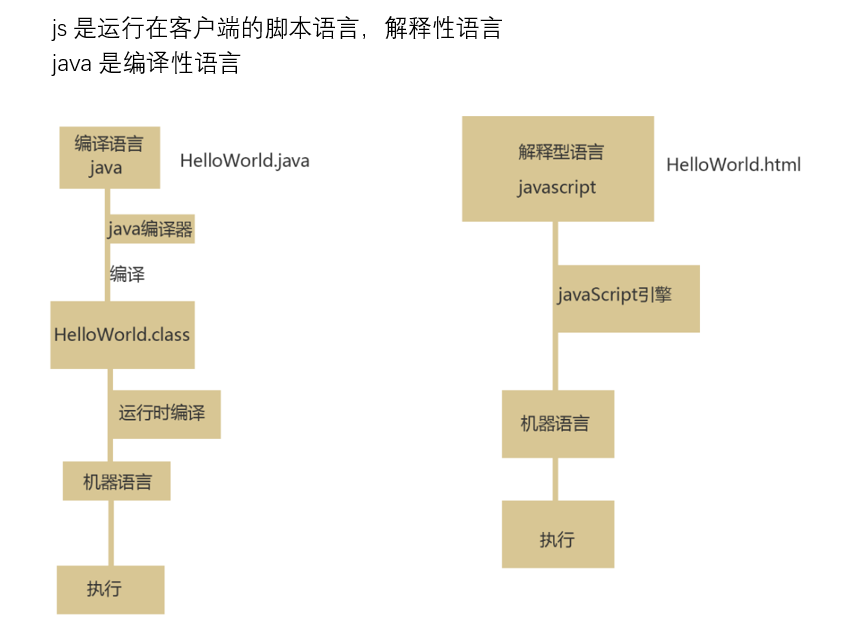 js 是运行在客户端的脚本语言，解释性语言
java 是编译性语言
编译语言
java
HelloWorld.java
java编译器
编译
HelloWorld.class
运行时编译
机器语言
执行
解释型语言
javascript
HelloWorld.html
javaScript引擎
机器语言
执行